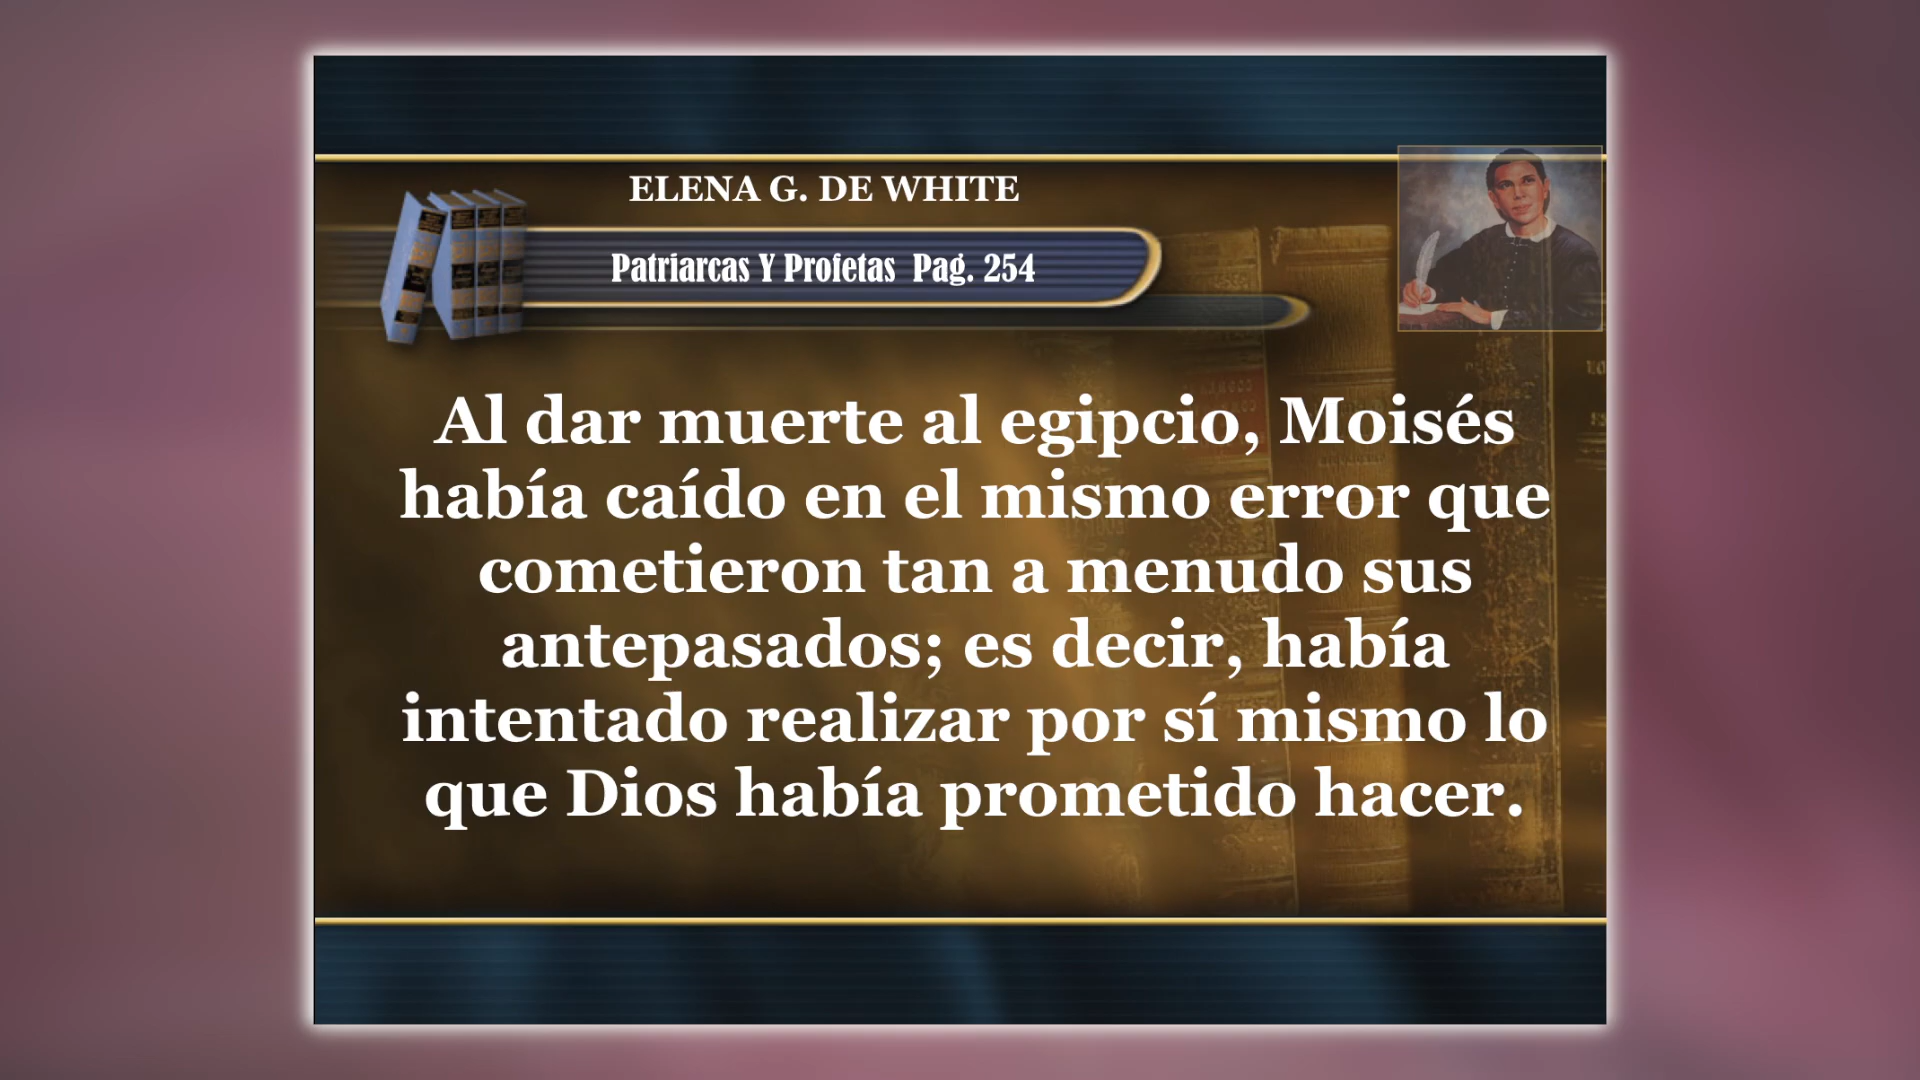 ELENA G. DE WHITE
Patriarcas Y Profetas Pag. 254
Al dar muerte al egipcio, Moisés
había caído en el mismo error que
cometieron tan a menudo sus
antepasados; es decir, había
intentado realizar por sí mismo lo
que Dios había prometido hacer.